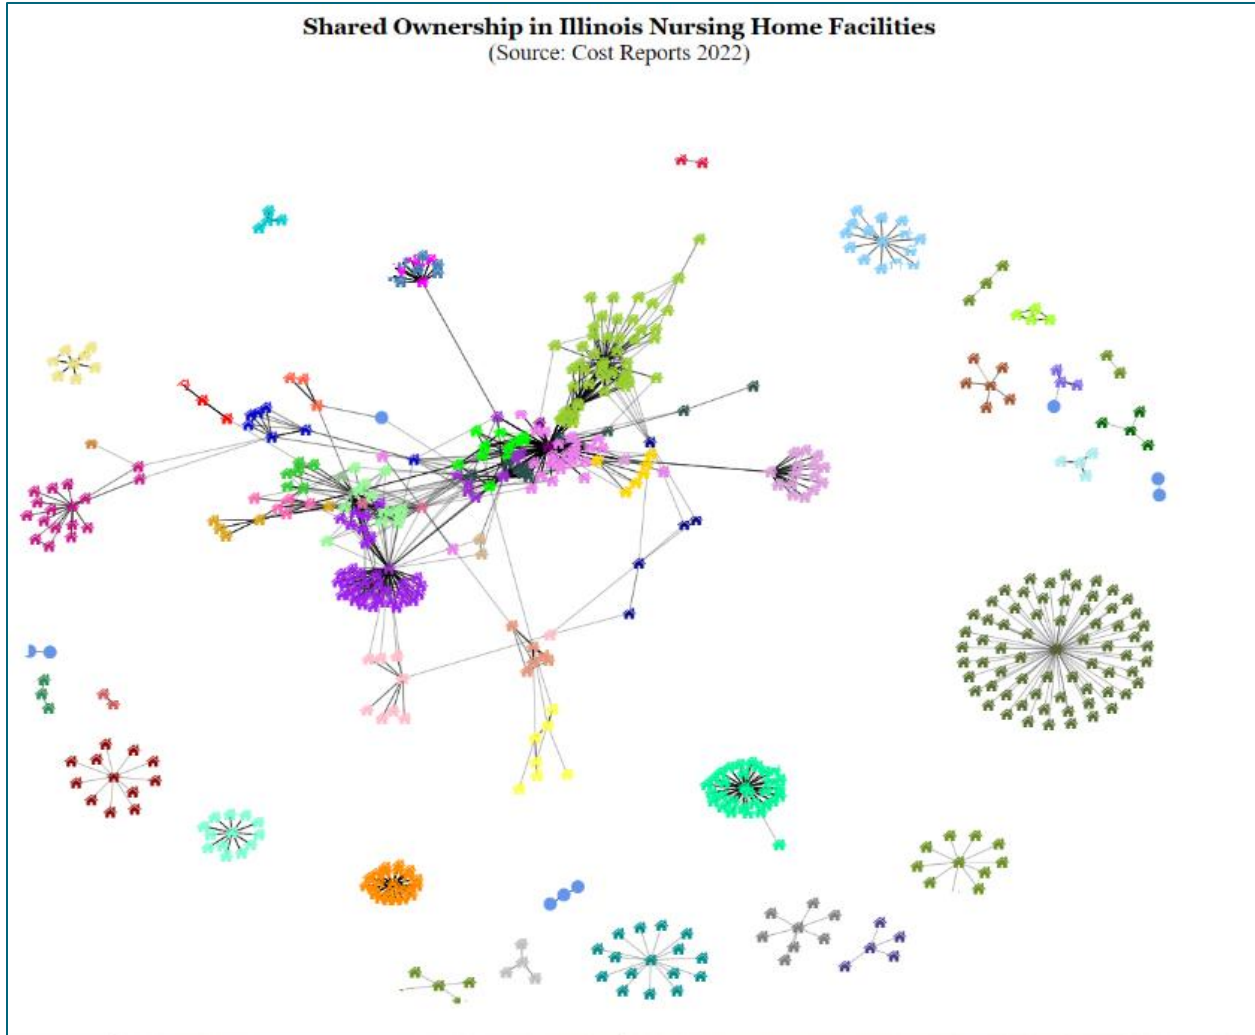 Shared Ownership in Illinois Nursing Home Facilities
(Source: Cost Reports 2022)